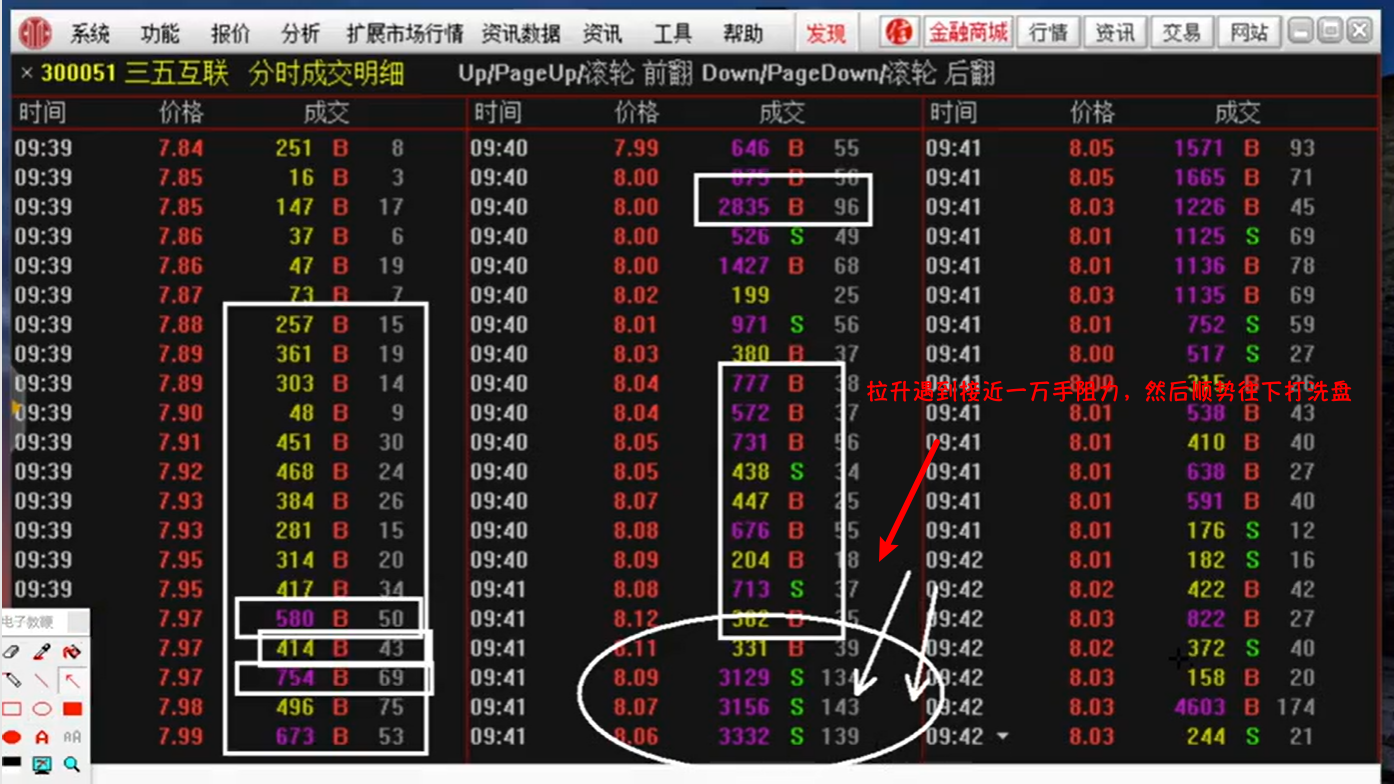 系统 功能 报价 分析 扩展市场行情 资讯数据 资讯 工具 帮助 发现 信 金融商城 行情 资讯 交易 网站
× 300051 三五互联 分时成交明细 Up/PageUp/滚轮 前翻 Down/PageDown/滚轮 后翻
时间 价格 成交 时间 价格 成交 时间 价格 成交
09:39 7.84 251 B 8 09:40 7.99 646 B 55 09:41 8.05 1571 B 93
09:39 7.85 16 B 3 09:40 8.00 875 B 56 09:41 8.05 1665 B 71
09:39 7.85 147 B 17 09:40 8.00 2835 B 96 09:41 8.03 1226 B 45
09:39 7.86 37 B 6 09:40 8.00 526 S 49 09:41 8.01 1125 S 69
09:39 7.86 47 B 19 09:40 8.00 1427 B 68 09:41 8.01 1136 B 78
09:39 7.87 73 B 7 09:40 8.02 199 25 09:41 8.03 1135 B 69
09:39 7.88 257 B 15 09:40 8.01 971 S 56 09:41 8.01 752 S 59
09:39 7.89 361 B 19 09:40 8.03 380 B 37 09:41 8.00 517 S 27
09:39 7.89 303 B 14 09:40 8.04 777 B 38 09:41 8.00 315 B 26
拉升遇到接近一万手阻力，然后顺势往下打洗盘
09:39 7.90 48 B 9 09:40 8.04 572 B 37 09:41 8.01 538 B 43
09:39 7.91 451 B 30 09:40 8.05 731 B 56 09:41 8.01 410 B 40
09:39 7.92 468 B 24 09:40 8.05 438 S 34 09:41 8.01 638 B 27
09:39 7.93 384 B 26 09:40 8.07 447 B 25 09:41 8.01 591 B 40
09:39 7.93 281 B 15 09:40 8.08 676 B 55 09:41 8.01 176 S 12
09:39 7.95 314 B 20 09:40 8.09 204 B 18 09:42 8.01 182 S 16
09:39 7.95 417 B 34 09:41 8.08 713 S 37 09:42 8.02 422 B 42
7.97 580 B 50 09:41 8.12 382 B 09:42 8.03 822 B 27
7.97 414 B 43 09:41 8.11 331 B 39 09:42 8.02 372 S 40
7.97 754 B 69 09:41 8.09 3129 S 134 09:42 8.03 158 B 20
7.98 496 B 75 09:41 8.07 3156 S 143 09:42 8.03 4603 B 174
7.99 673 B 53 09:41 8.06 3332 S 139 09:42 8.03 244 S 21
电子教鞭
A AA